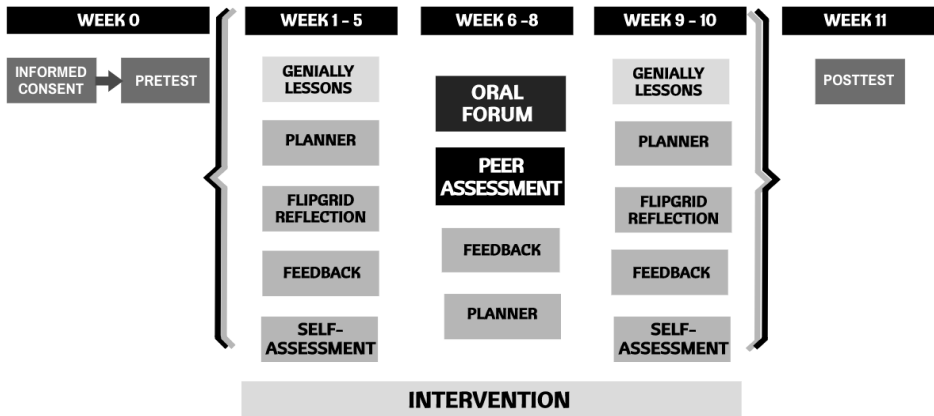 WEEK 0
INFORMED
CONSENT
PRETEST
WEEK 1 – 5
GENIALLY
LESSONS
PLANNER
FLIPGRID
REFLECTION
FEEDBACK
SELF–
ASSESSMENT
WEEK 6 –8
ORAL
FORUM
PEER
ASSESSMENT
FEEDBACK
PLANNER
WEEK 9 – 10
GENIALLY
LESSONS
PLANNER
FLIPGRID
REFLECTION
FEEDBACK
SELF–
ASSESSMENT
WEEK 11
POSTTEST
INTERVENTION